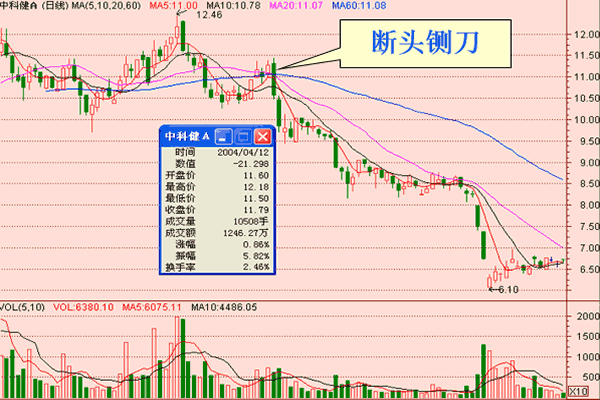 中科健A (日线) MA(5,10,20,60) MA5:11.00 MA10:10.78 MA20:11.07 MA60:11.08
12.46
断头铡刀
12.00
11.50
11.00
10.50
10.00
9.50
9.00
8.50
8.00
7.50
7.00
6.50
中科健A
时间 2004/04/12
数值 -21.298
开盘价 11.60
最高价 12.18
最低价 11.50
收盘价 11.79
成交量 10508手
成交额 1246.27万
涨幅 0.86%
振幅 5.82%
换手率 2.46%
6.10
VOL(5,10) VOL:6380.10 MA5:6075.11 MA10:4486.05
2000
1500
1000
500
X10